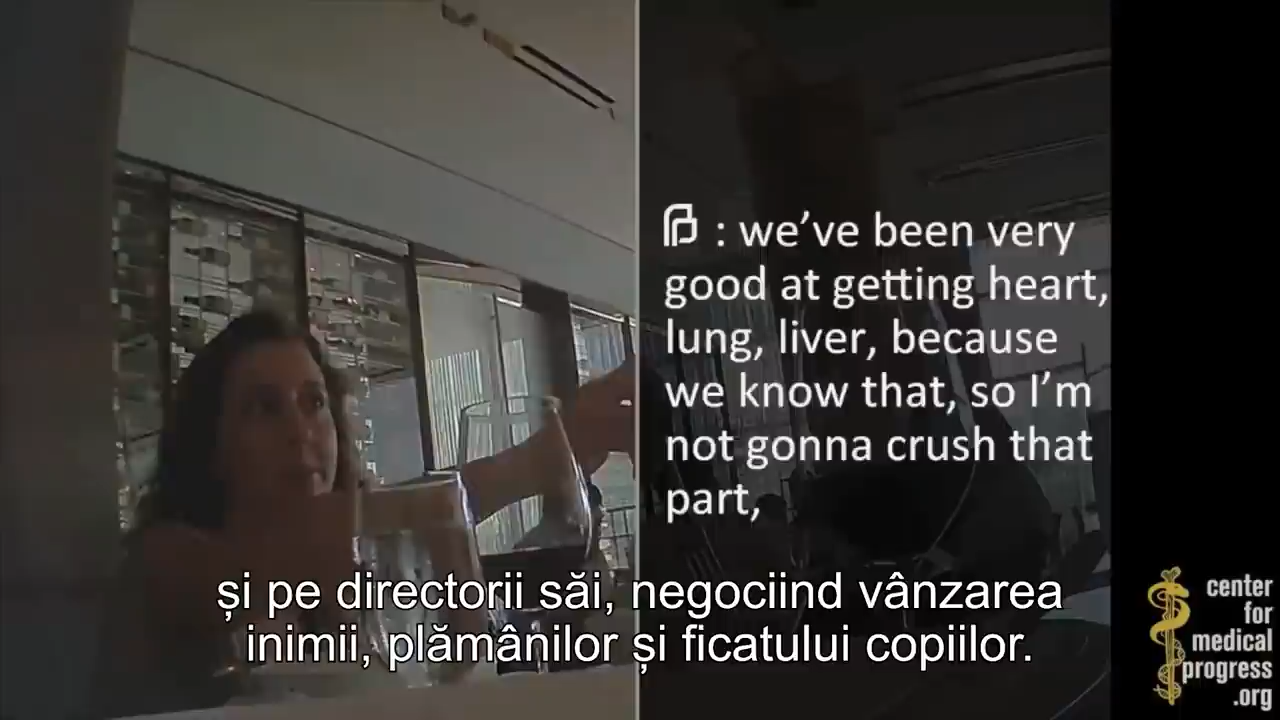 : we’ve been very
good at getting heart,
lung, liver, because
we know that, so I’m
not gonna crush that
part,
și pe directorii săi, negociind vânzarea
inimii, plămânilor și ficatului copiilor.
center
for
medical
progress
.org